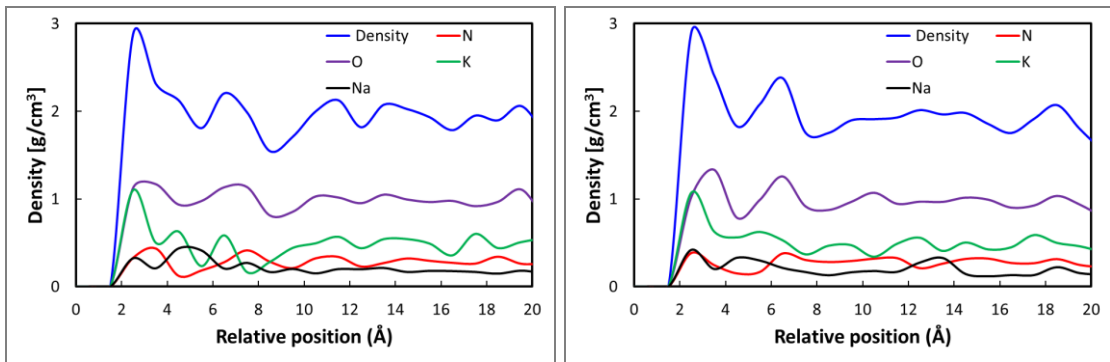 3
2
1
0
Density [g/cm³]
Density
N
O
K
Na
0 2 4 6 8 10 12 14 16 18 20
Relative position (Å)
3
2
1
0
Density [g/cm³]
Density
N
O
K
Na
0 2 4 6 8 10 12 14 16 18 20
Relative position (Å)